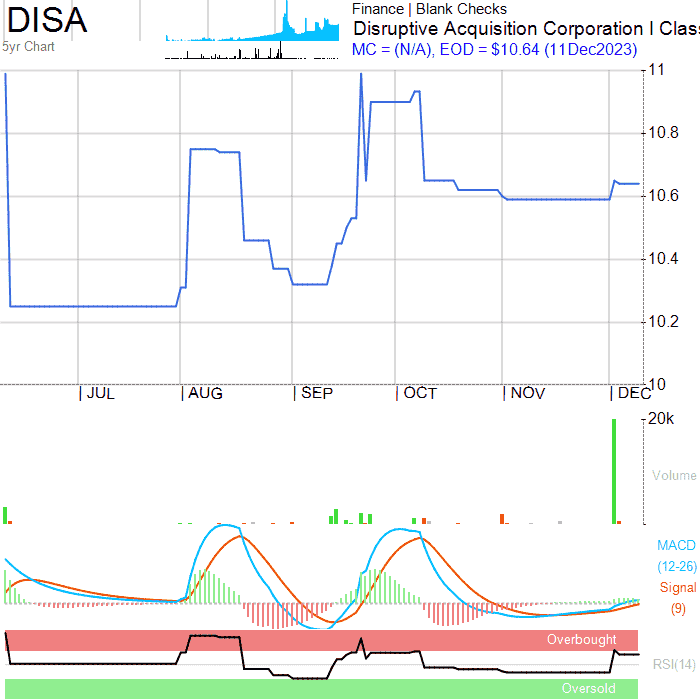 DISA
5yr Chart
Finance | Blank Checks
Disruptive Acquisition Corporation I Clas
MC = (N/A), EOD = $10.64 (11Dec2023)
11
10.8
10.6
10.4
10.2
10
| JUL | AUG | SEP | OCT | NOV | DEC
20k
Volume
MACD
(12-26)
Signal
(9)
Overbought
RSI(14)
Oversold